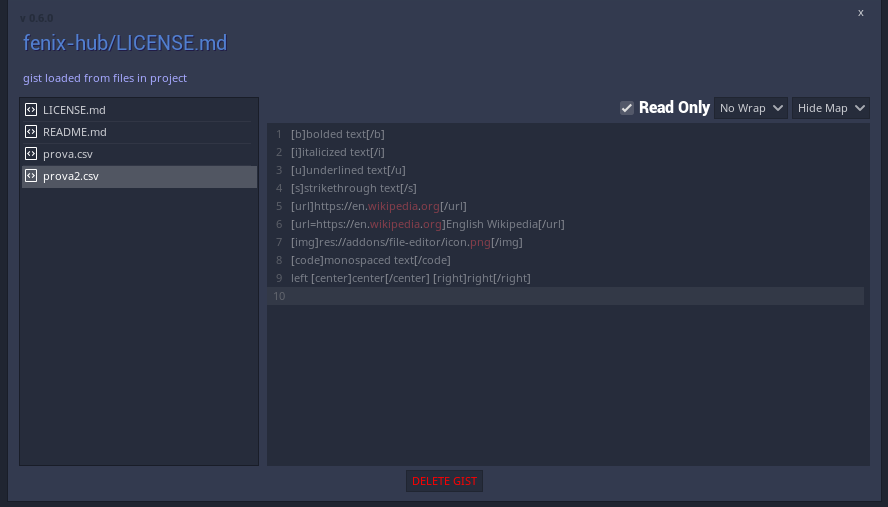 v 0.6.0
x
fenix-hub/LICENSE.md
gist loaded from files in project
LICENSE.md
README.md
prova.csv
prova2.csv
Read Only No Wrap Hide Map
1 [b]bolded text[/b]
2 [i]italicized text[/i]
3 [u]underlined text[/u]
4 [s]strikethrough text[/s]
5 [url]https://en.wikipedia.org[/url]
6 [url=https://en.wikipedia.org]English Wikipedia[/url]
7 [img]res://addons/file-editor/icon.png[/img]
8 [code]monospaced text[/code]
9 left [center]center[/center] [right]right[/right]
10
DELETE GIST